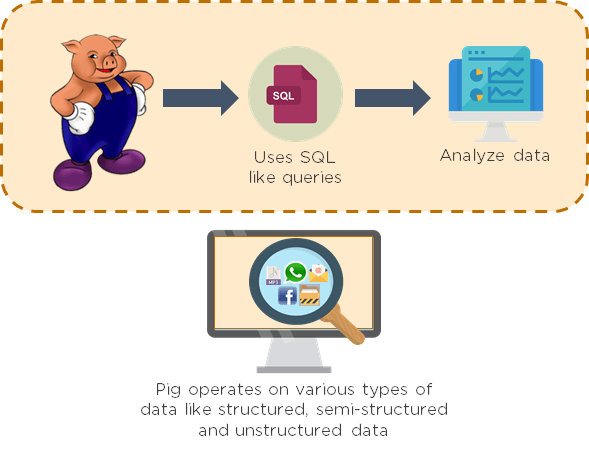 SQL
Uses SQL
like queries
Analyze data
MP3
Pig operates on various types of
data like structured, semi-structured
and unstructured data